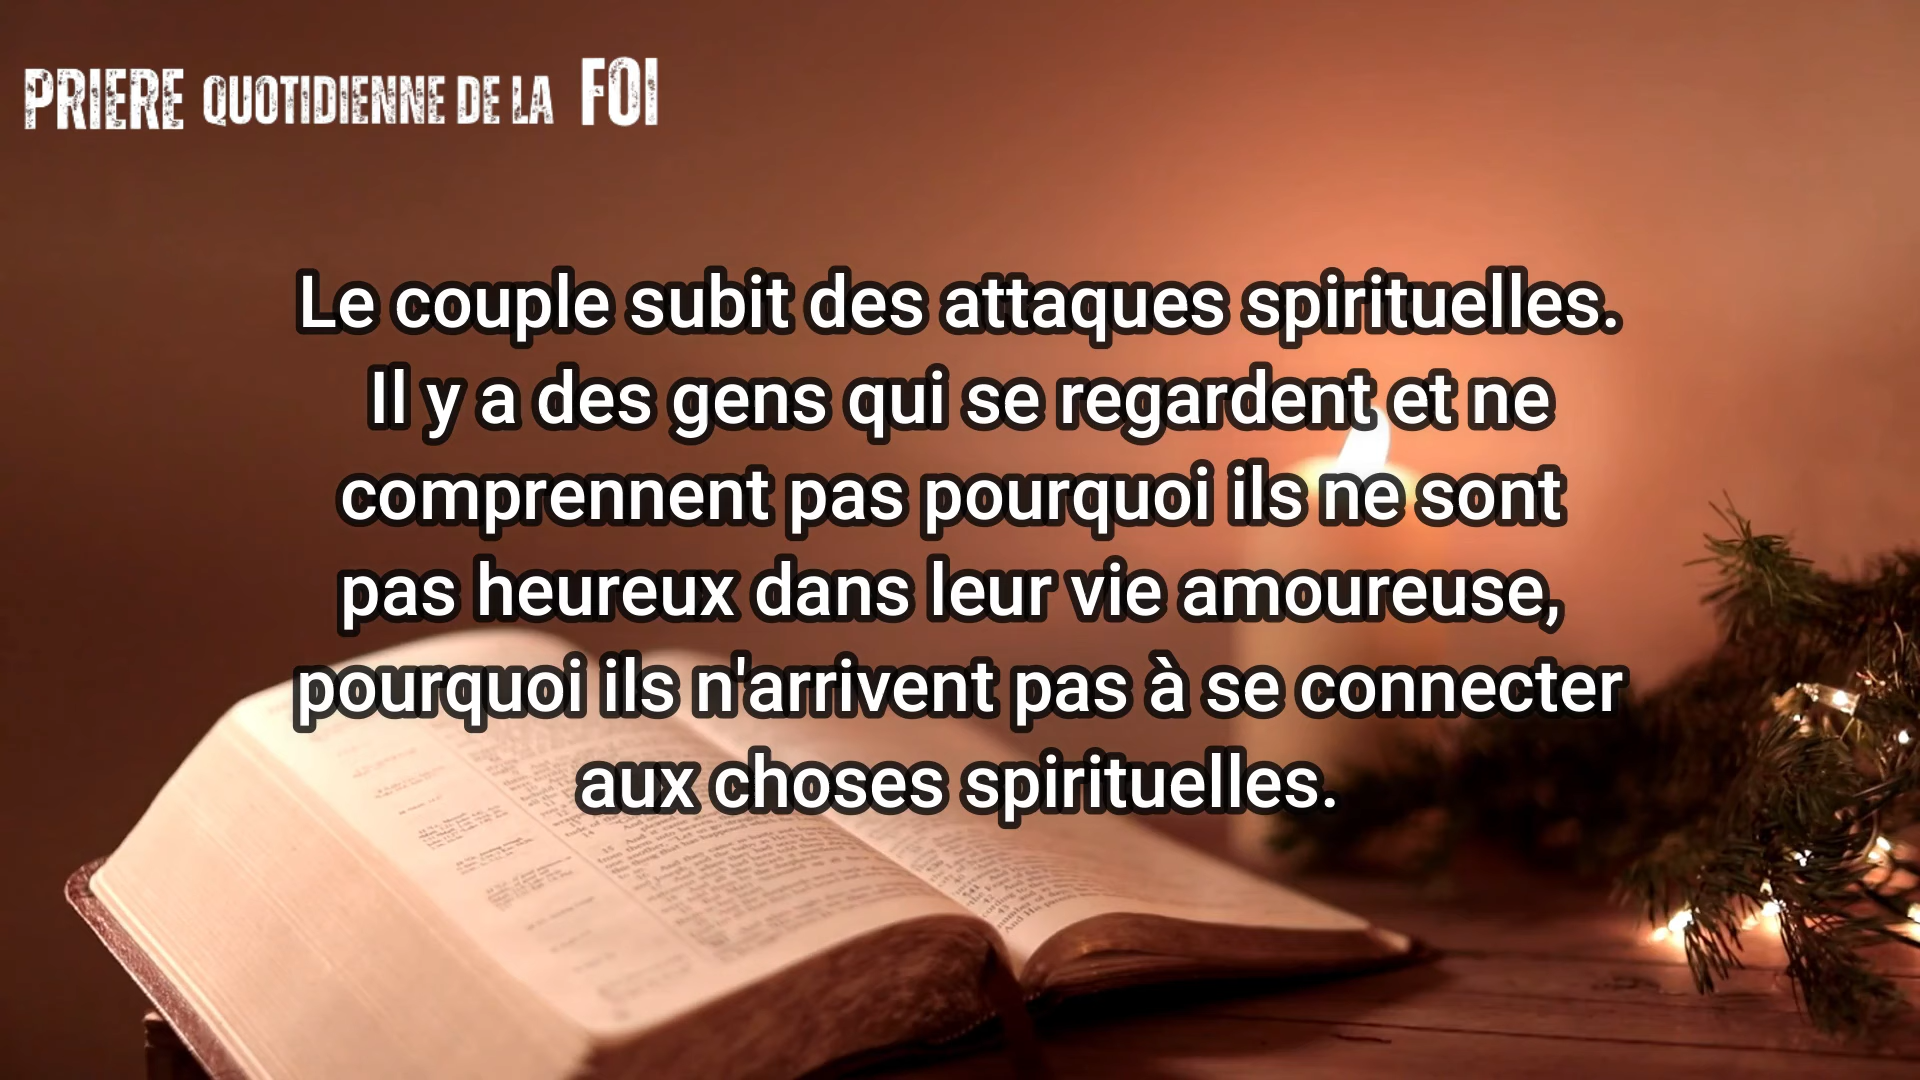 PRIERE QUOTIDIENNE DE LA FOI
Le couple subit des attaques spirituelles.
Il y a des gens qui se regardent et ne
comprennent pas pourquoi ils ne sont
pas heureux dans leur vie amoureuse,
pourquoi ils n'arrivent pas à se connecter
aux choses spirituelles.